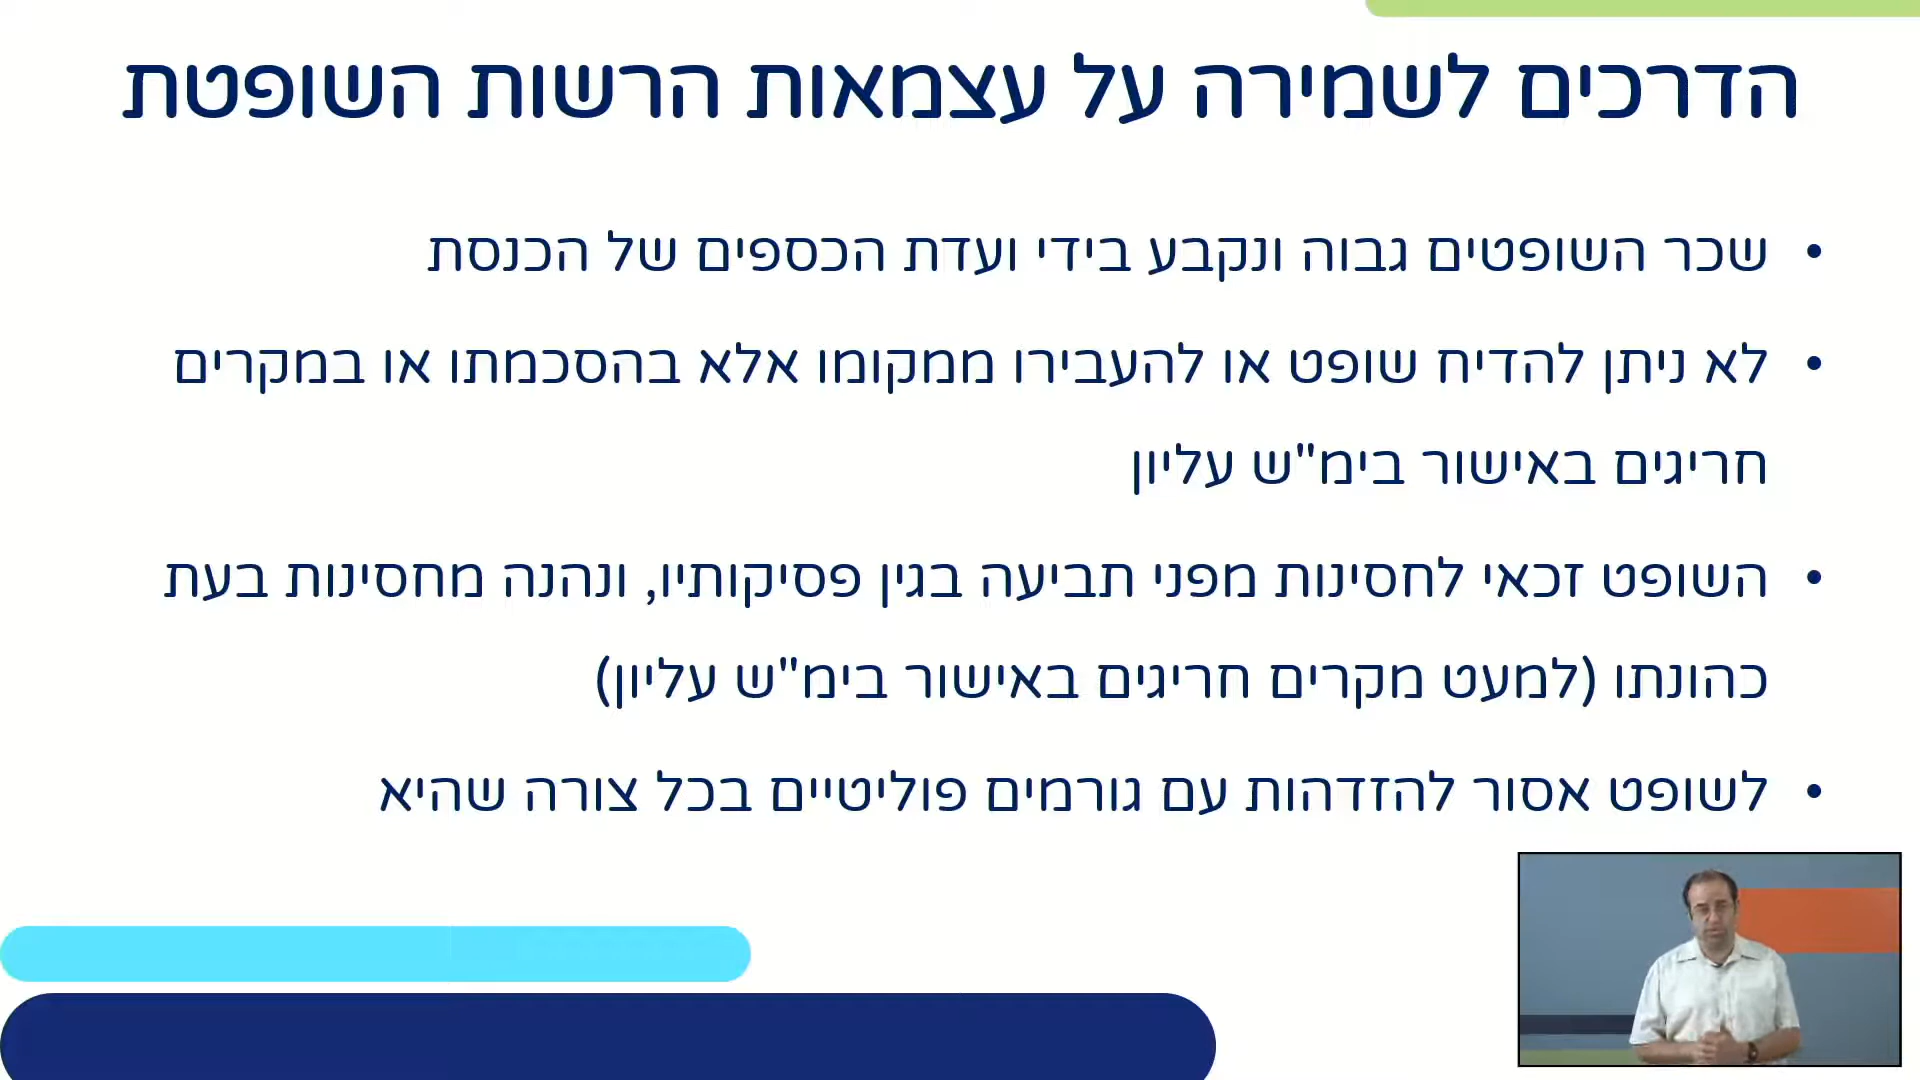 הדרכים לשמירה על עצמאות הרשות השופטת
• שכר השופטים גבוה ונקבע בידי ועדת הכספים של הכנסת
• לא ניתן להדיח שופט או להעבירו ממקומו אלא בהסכמתו או במקרים
חריגים באישור בימ"ש עליון
• השופט זכאי לחסינות מפני תביעה בגין פסיקותיו, ונהנה מחסינות בעת
כהונתו (למעט מקרים חריגים באישור בימ"ש עליון)
• לשופט אסור להזדהות עם גורמים פוליטיים בכל צורה שהיא